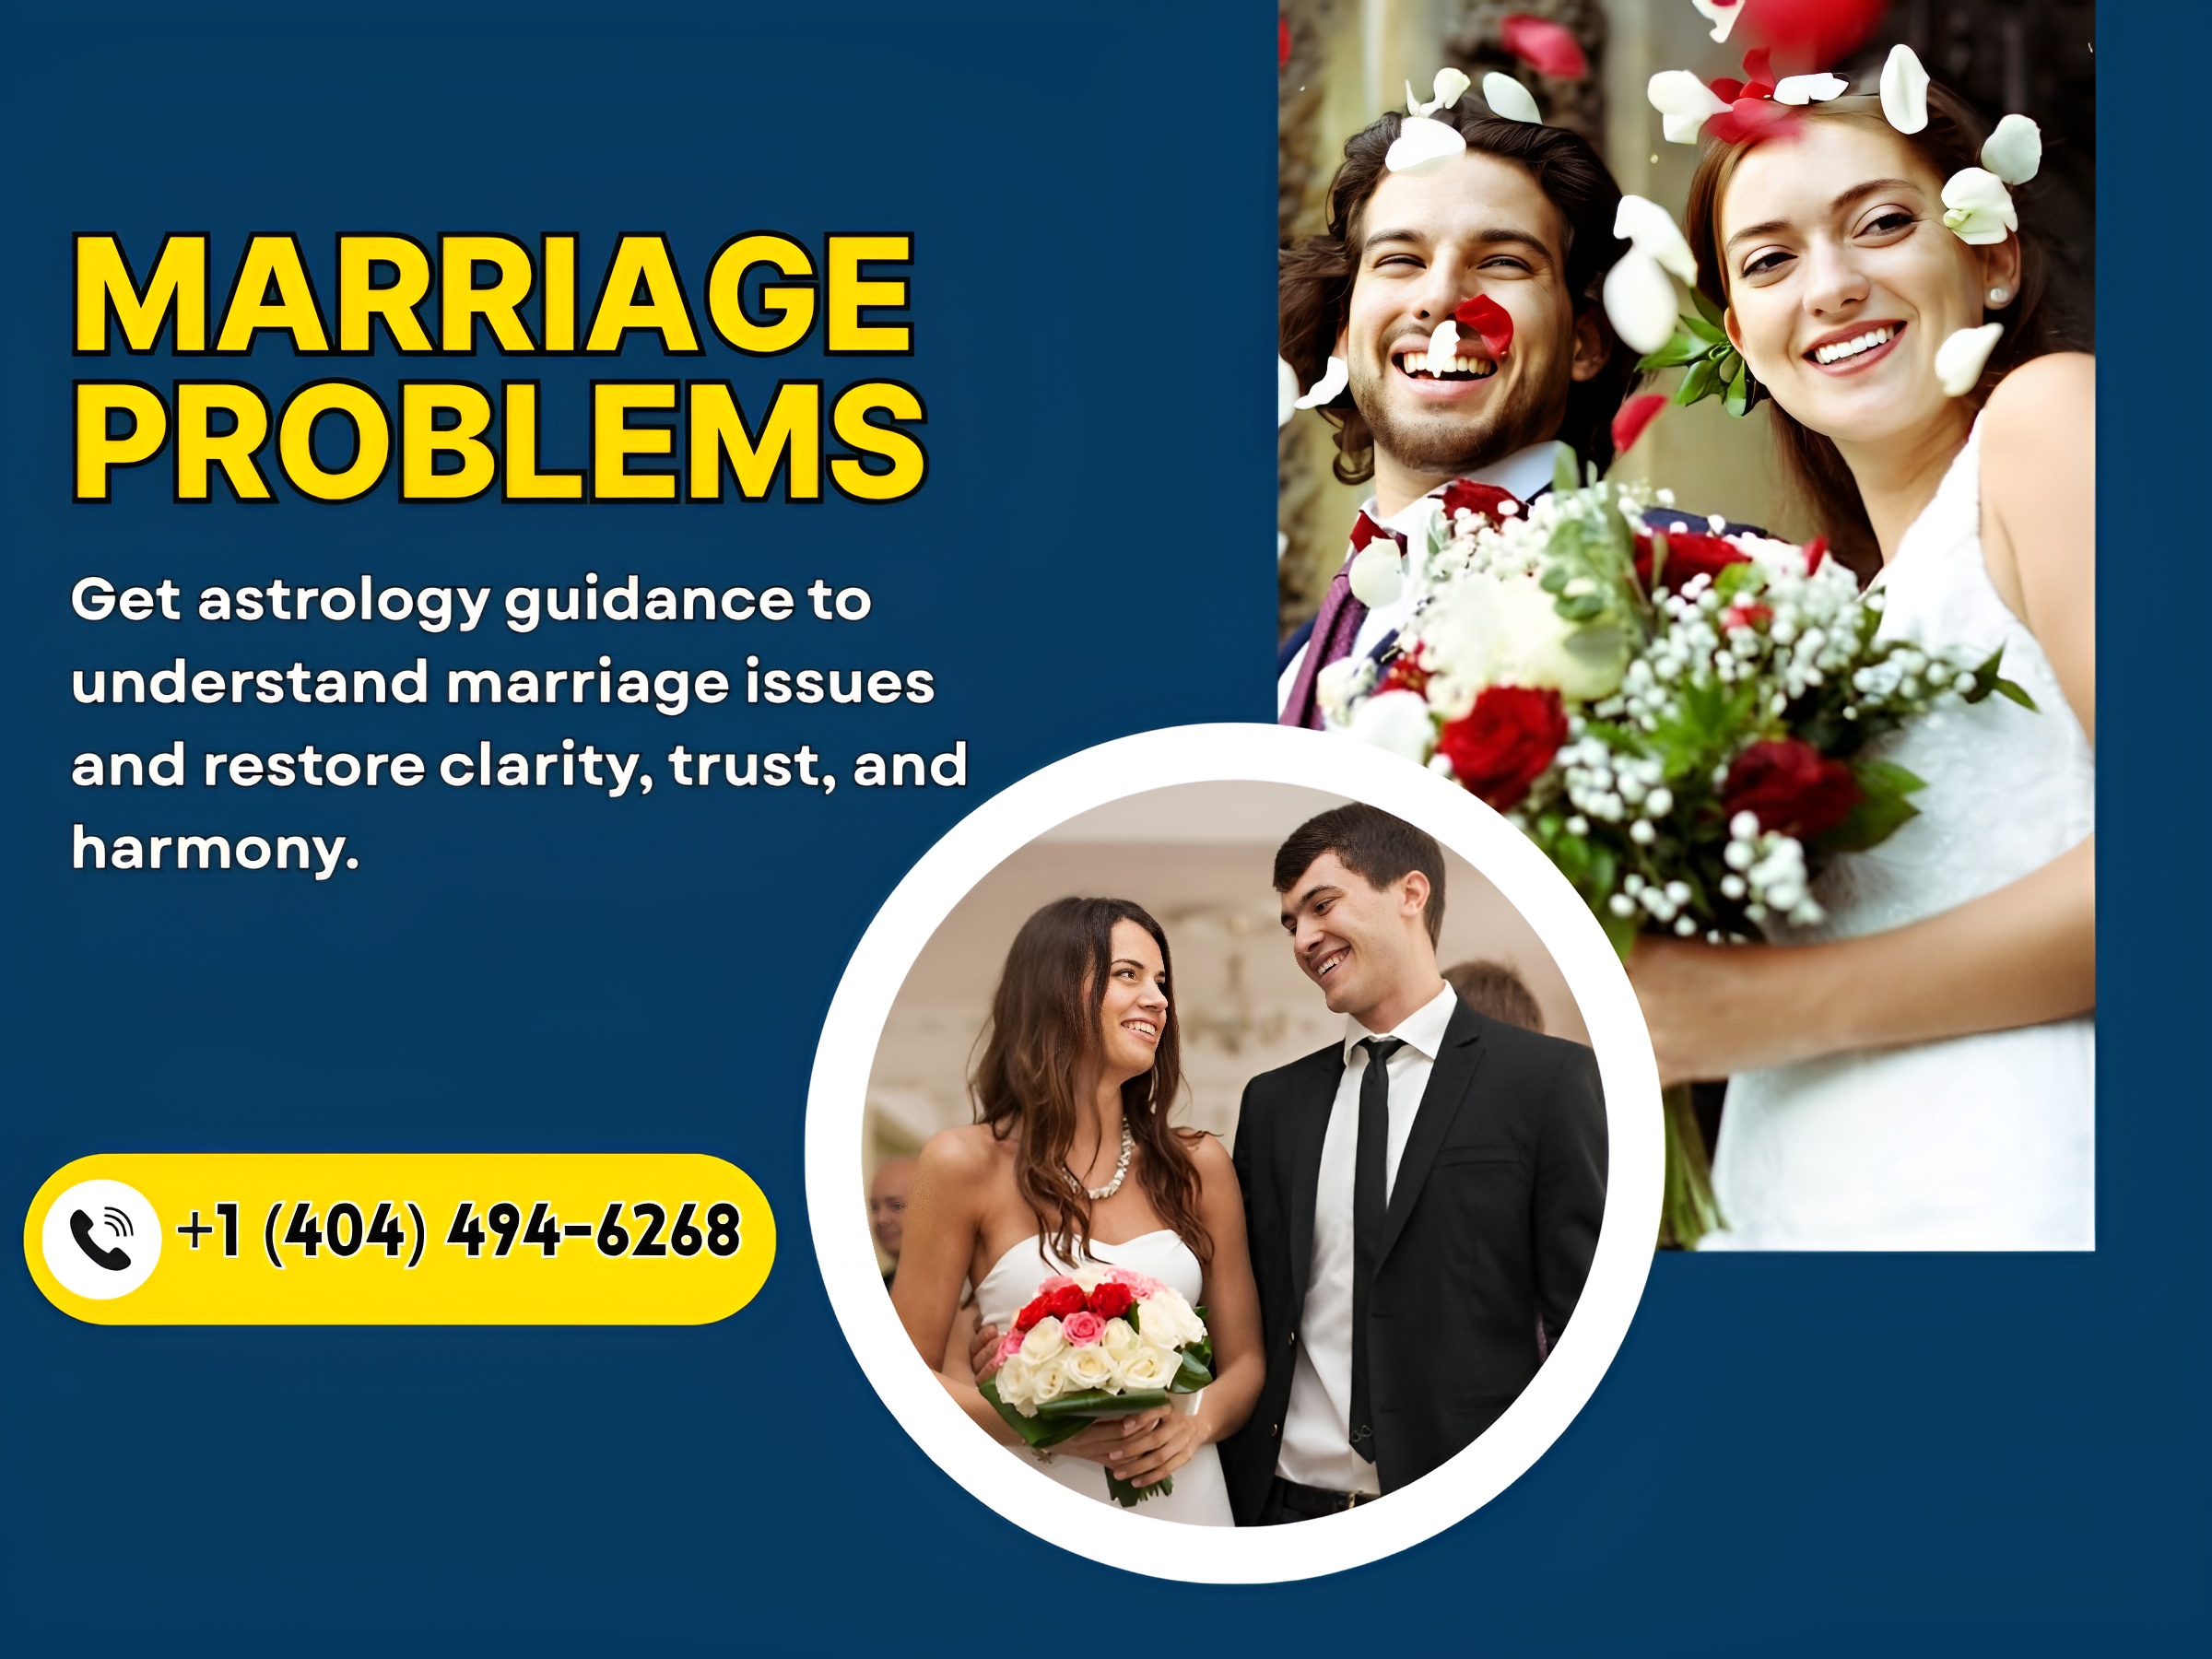 MARRIAGE
PROBLEMS
Get astrology guidance to
understand marriage issues
and restore clarity, trust, and
harmony.
+1 (404) 494-6268